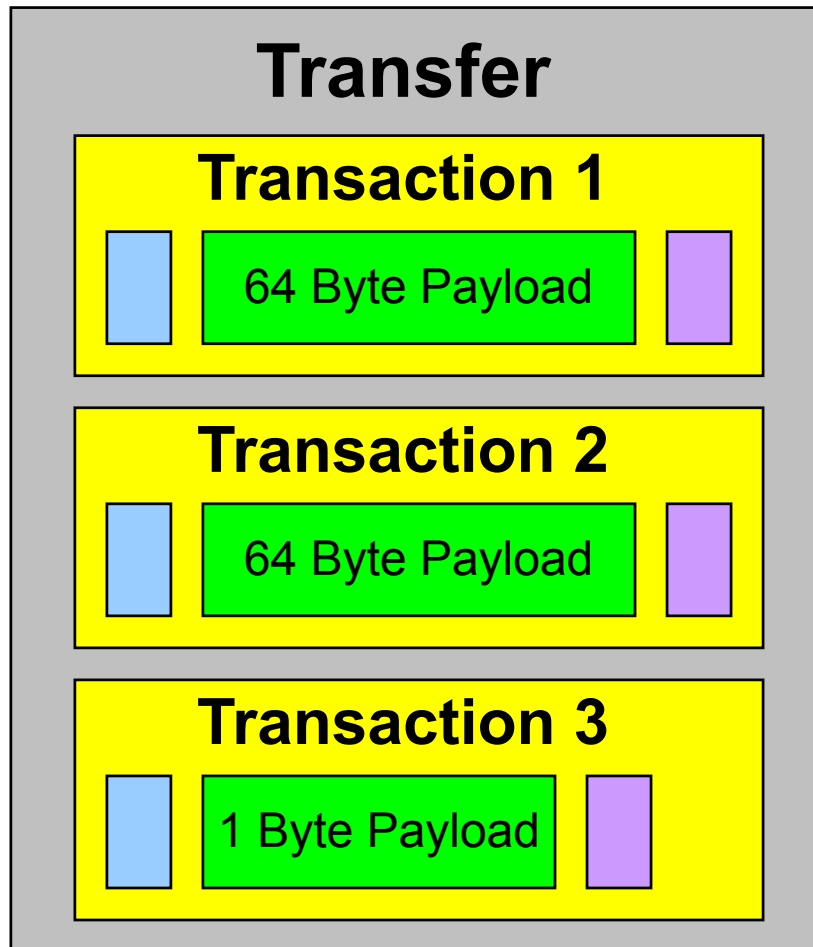 Transfer
Transaction 1
64 Byte Payload
Transaction 2
64 Byte Payload
Transaction 3
1 Byte Payload